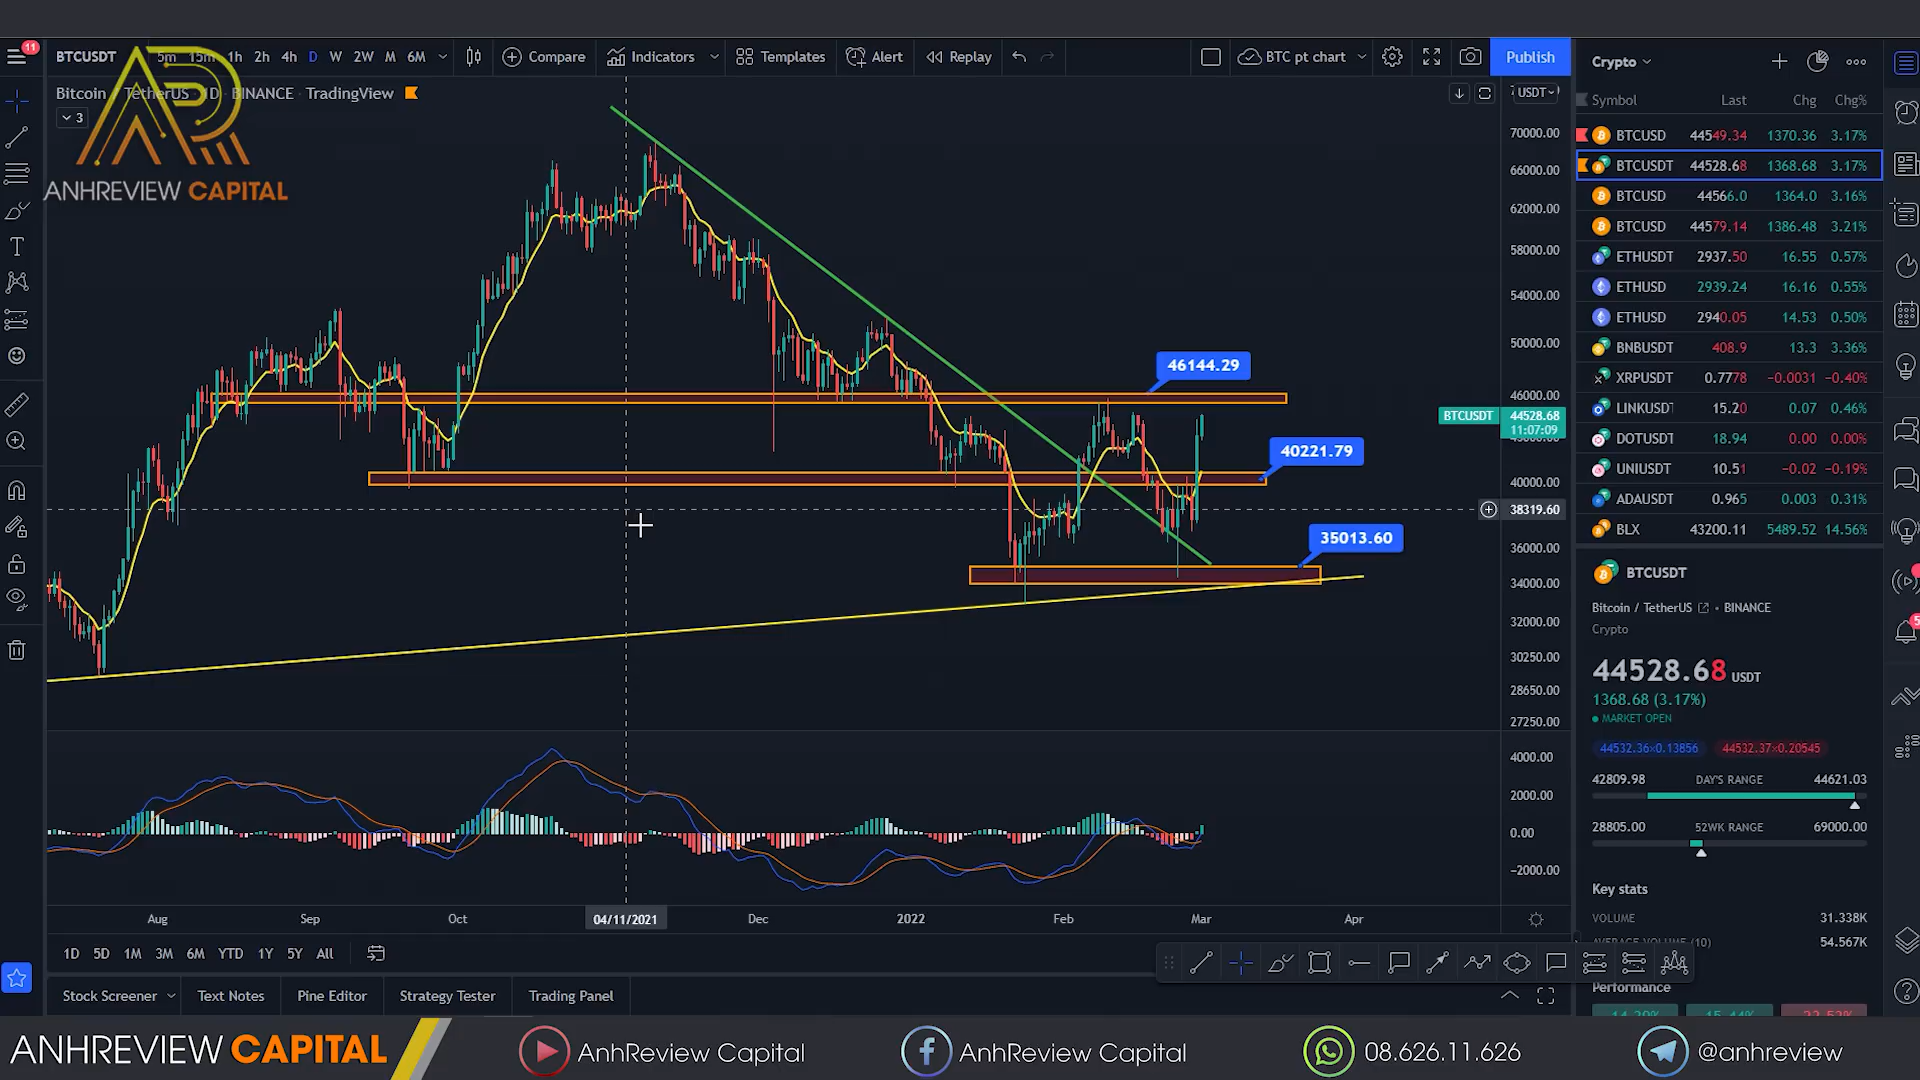 11
BTCUSDT 5m 15m 1h 2h 4h D W 2W M 6M Compare Indicators Templates Alert Replay BTC pt chart Publish
Bitcoin / TetherUS 1D BINANCE TradingView
3
ANHREVIEW CAPITAL
USDT
70000.00
66000.00
62000.00
58000.00
54000.00
50000.00
46000.00
BTCUSDT 44528.68
11:07:09
40000.00
38319.60
36000.00
34000.00
32000.00
30250.00
28650.00
27250.00
4000.00
2000.00
0.00
−2000.00
46144.29
40221.79
35013.60
Aug Sep Oct 04/11/2021 Dec 2022 Feb Mar Apr
1D 5D 1M 3M 6M YTD 1Y 5Y All
Stock Screener Text Notes Pine Editor Strategy Tester Trading Panel
Crypto
Symbol Last Chg Chg%
BTCUSD 44549.34 1370.36 3.17%
BTCUSDT 44528.68 1368.68 3.17%
BTCUSD 44566.0 1364.0 3.16%
BTCUSD 44579.14 1386.48 3.21%
ETHUSDT 2937.50 16.55 0.57%
ETHUSD 2939.24 16.16 0.55%
ETHUSD 2940.05 14.53 0.50%
BNBUSDT 408.9 13.3 3.36%
XRPUSDT 0.7778 −0.0031 −0.40%
LINKUSDT 15.20 0.07 0.46%
DOTUSDT 18.94 0.00 0.00%
UNIUSDT 10.51 −0.02 −0.19%
ADAUSDT 0.965 0.003 0.31%
BLX 43200.11 5489.52 14.56%
BTCUSDT
Bitcoin / TetherUS • BINANCE
Crypto
44528.68 USDT
1368.68 (3.17%)
MARKET OPEN
44532.36×0.13856 44532.37×0.20545
42809.98 DAY'S RANGE 44621.03
28805.00 52WK RANGE 69000.00
Key stats
VOLUME 31.338K
AVERAGE VOLUME (10) 54.567K
Performance
ANHREVIEW CAPITAL AnhReview Capital AnhReview Capital 08.626.11.626 @anhreview